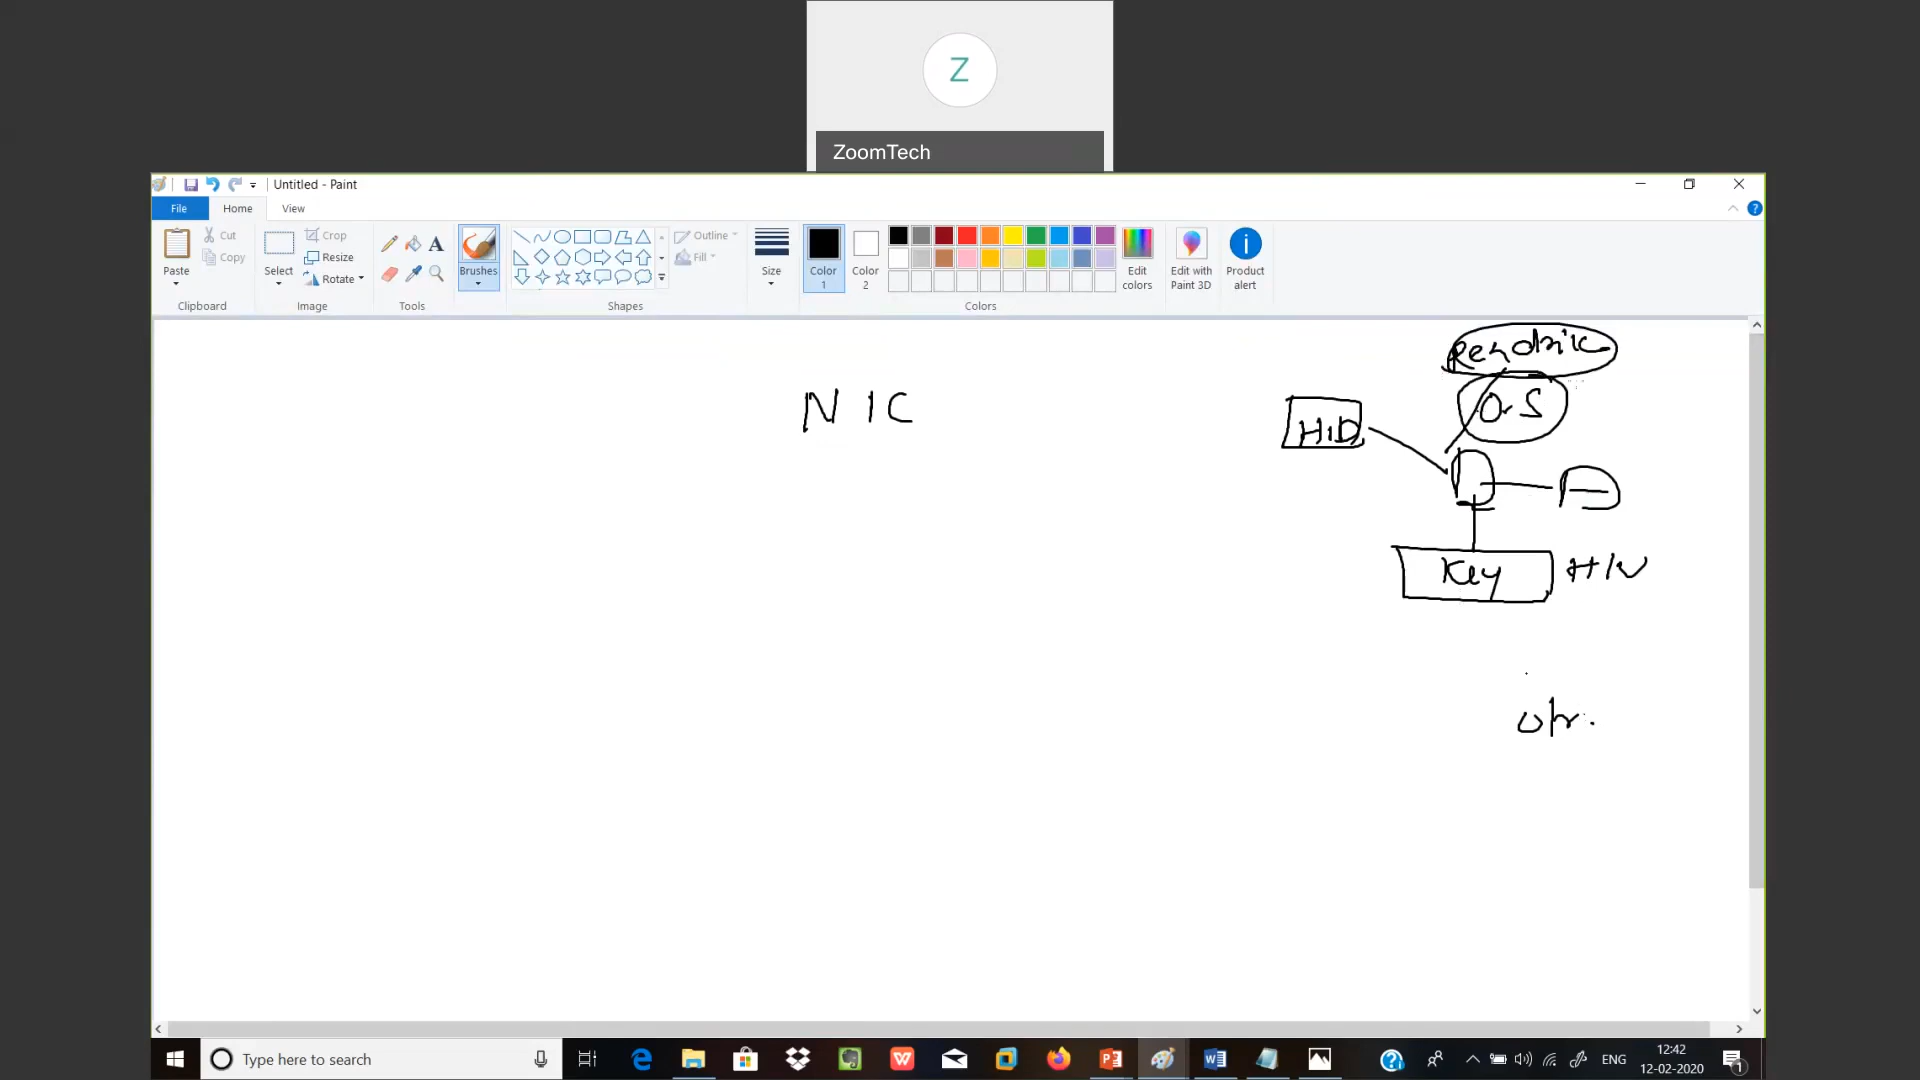 Z
ZoomTech
Untitled - Paint
File Home View
Paste
Cut
Copy
Clipboard
Select
Crop
Resize
Rotate
Image
Tools
Brushes
Shapes
Outline
Fill
Size
Color 1
Color 2
Colors
Edit colors
Edit with Paint 3D
Product alert
NIC
O.S
HID
Key H/W
Type here to search
ENG
12:42
12-02-2020
1